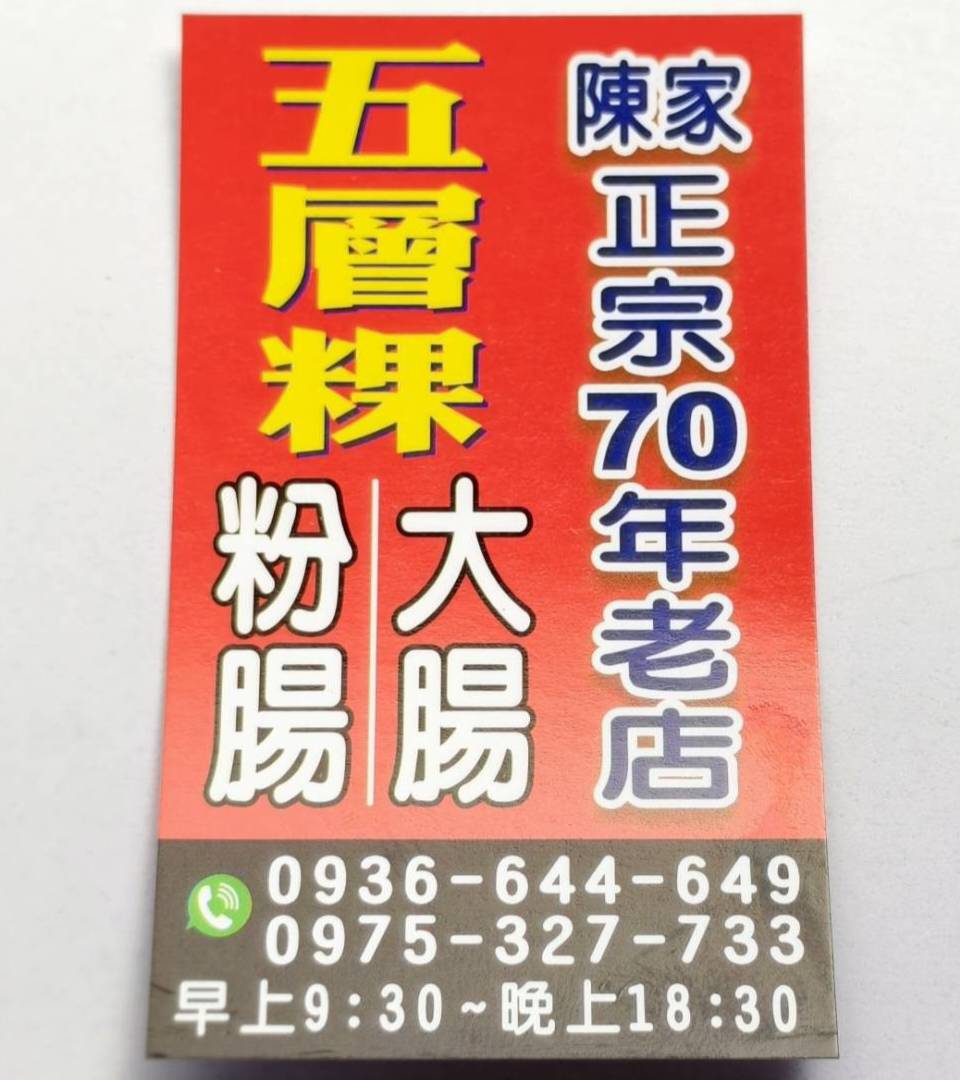 陳家
正宗70年老店
五層粿
大腸
粉腸
0936-644-649
0975-327-733
早上9:30~晚上18:30